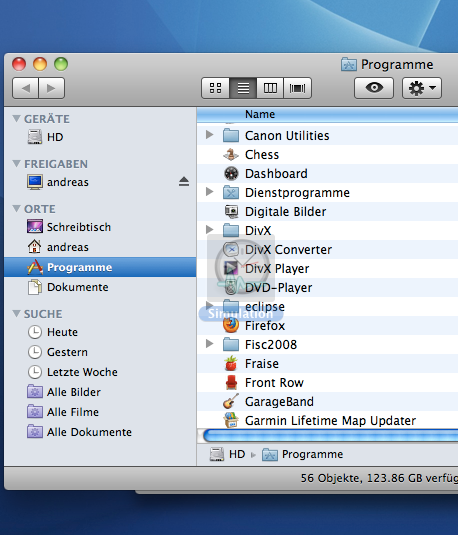 Programme
Name
GERÄTE
HD
FREIGABEN
andreas
ORTE
Schreibtisch
andreas
Programme
Dokumente
SUCHE
Heute
Gestern
Letzte Woche
Alle Bilder
Alle Filme
Alle Dokumente
Canon Utilities
Chess
Dashboard
Dienstprogramme
Digitale Bilder
DivX
DivX Converter
DivX Player
DVD-Player
eclipse
Simulation
Firefox
Fisc2008
Fraise
Front Row
GarageBand
Garmin Lifetime Map Updater
HD Programme
56 Objekte, 123.86 GB verfüg